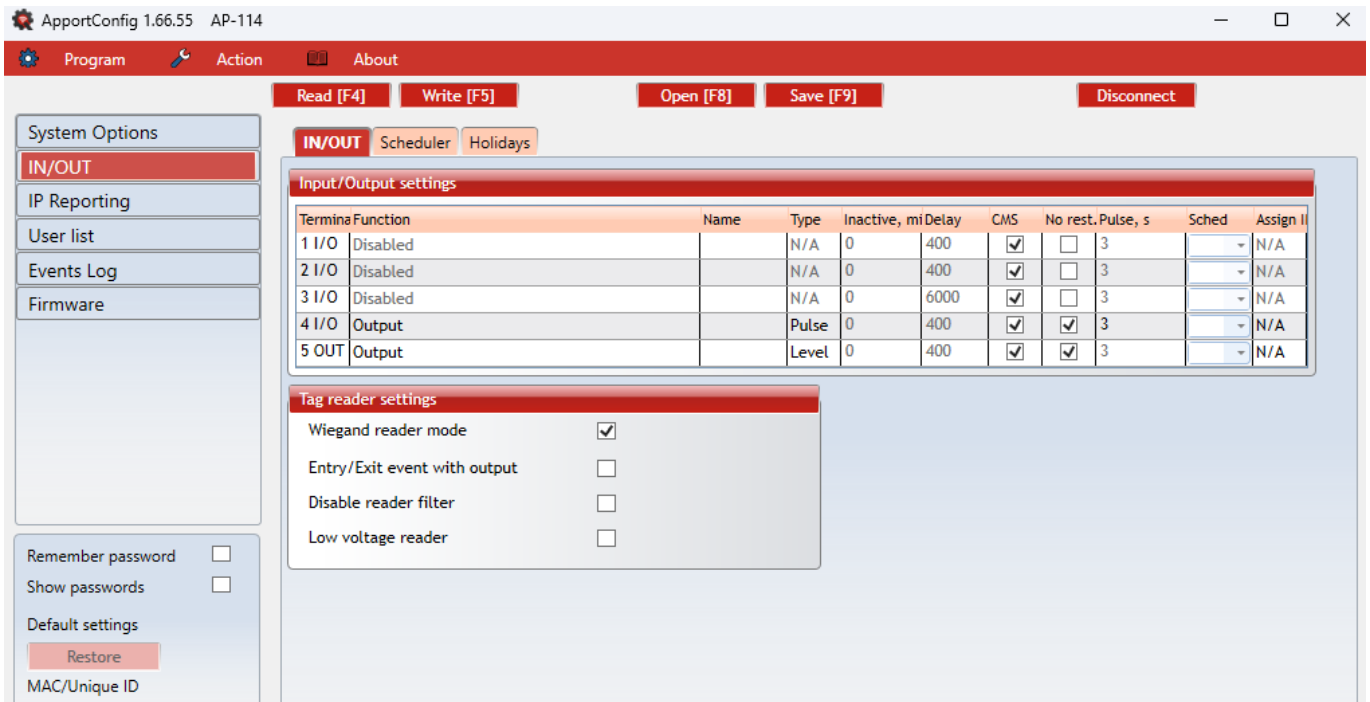 ApportConfig 1.66.55 AP-114
Program Action About
Read [F4] Write [F5] Open [F8] Save [F9] Disconnect
System Options
IN/OUT
IP Reporting
User list
Events Log
Firmware
Remember password
Show passwords
Default settings
Restore
MAC/Unique ID
IN/OUT Scheduler Holidays
Input/Output settings
Termina Function Name Type Inactive, mi Delay CMS No rest. Pulse, s Sched Assign I
1 I/O Disabled N/A 0 400 3 N/A
2 I/O Disabled N/A 0 400 3 N/A
3 I/O Disabled N/A 0 6000 3 N/A
4 I/O Output Pulse 0 400 3 N/A
5 OUT Output Level 0 400 3 N/A
Tag reader settings
Wiegand reader mode
Entry/Exit event with output
Disable reader filter
Low voltage reader